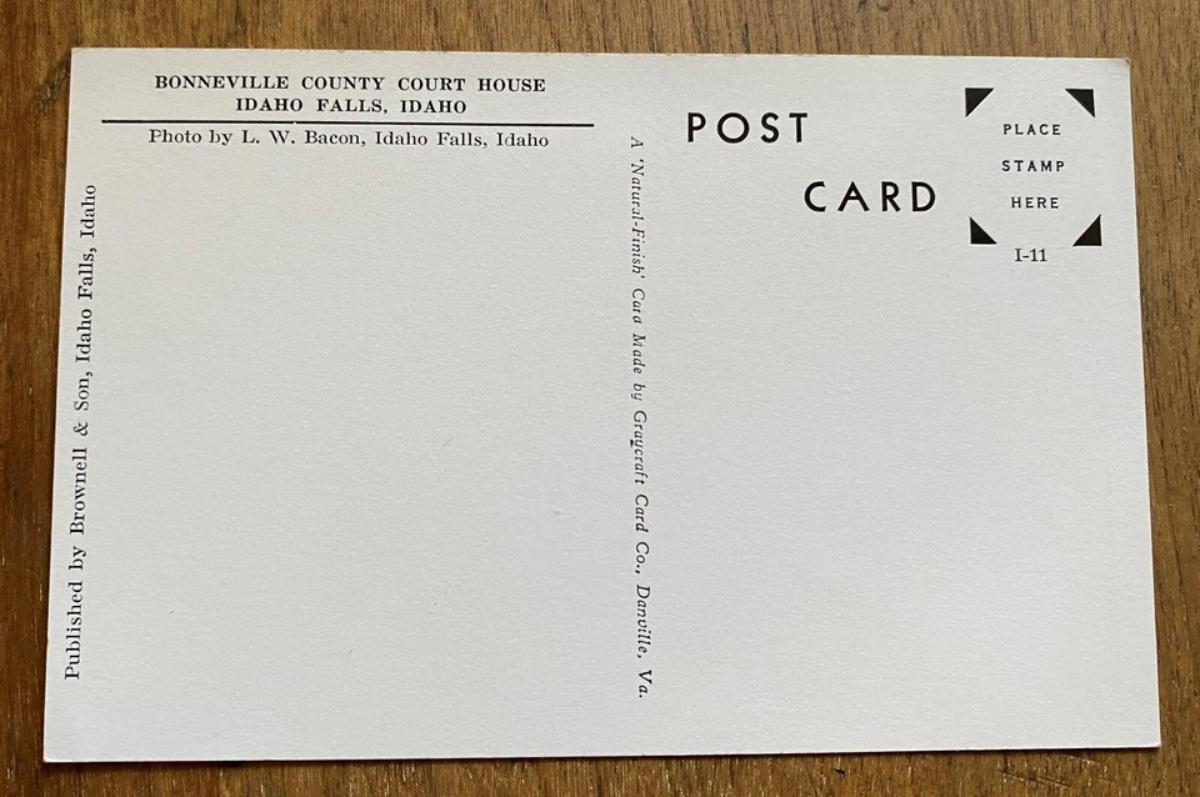 BONNEVILLE COUNTY COURT HOUSE
IDAHO FALLS, IDAHO
Photo by L. W. Bacon, Idaho Falls, Idaho
Published by Brownell & Son, Idaho Falls, Idaho
A 'Natural-Finish' Card Made by Graycraft Card Co., Danville, Va.
POST
CARD
PLACE
STAMP
HERE
I-11